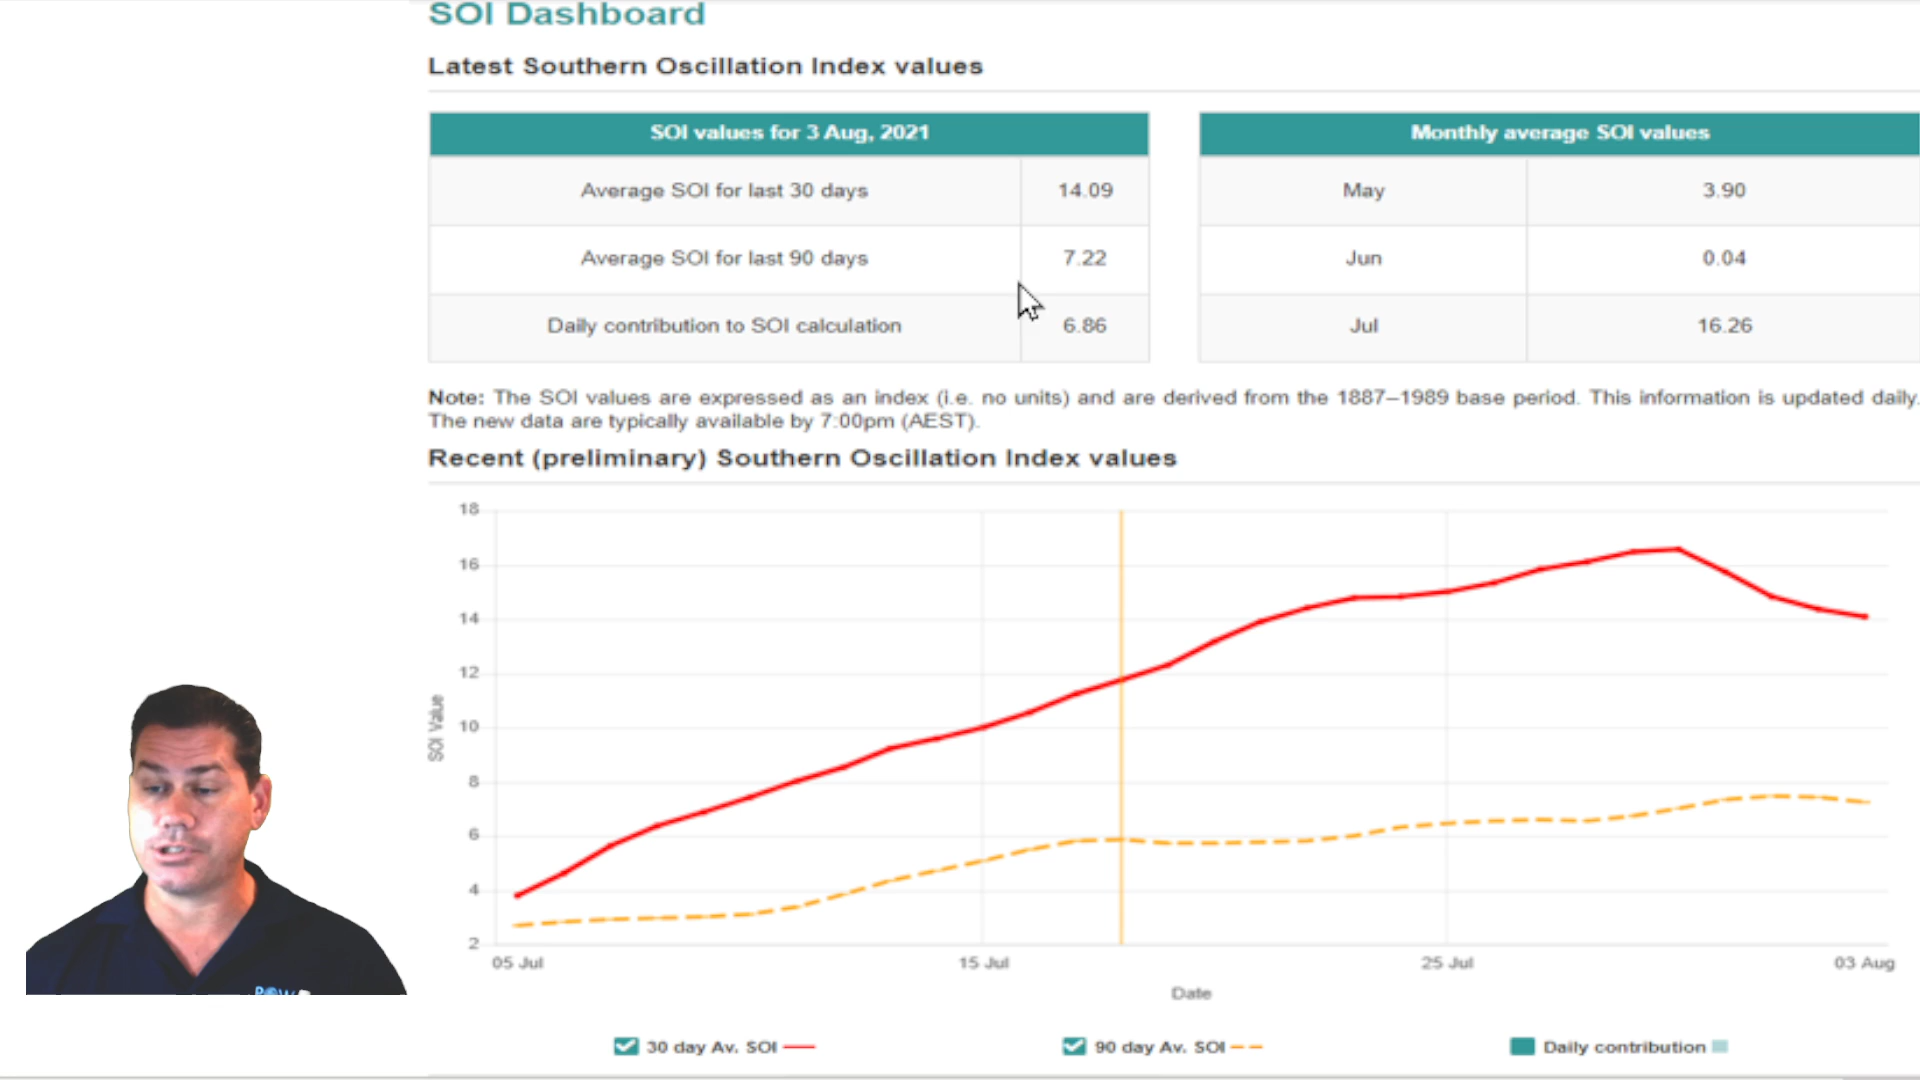 SOI Dashboard
Latest Southern Oscillation Index values
SOI values for 3 Aug, 2021
Average SOI for last 30 days 14.09
Average SOI for last 90 days 7.22
Daily contribution to SOI calculation 6.86
Monthly average SOI values
May 3.90
Jun 0.04
Jul 16.26
Note: The SOI values are expressed as an index (i.e. no units) and are derived from the 1887–1989 base period. This information is updated daily.
The new data are typically available by 7:00pm (AEST).
Recent (preliminary) Southern Oscillation Index values
18
16
14
12
10
8
6
4
2
SOI Value
05 Jul 15 Jul 25 Jul 03 Aug
Date
30 day Av. SOI 90 day Av. SOI Daily contribution